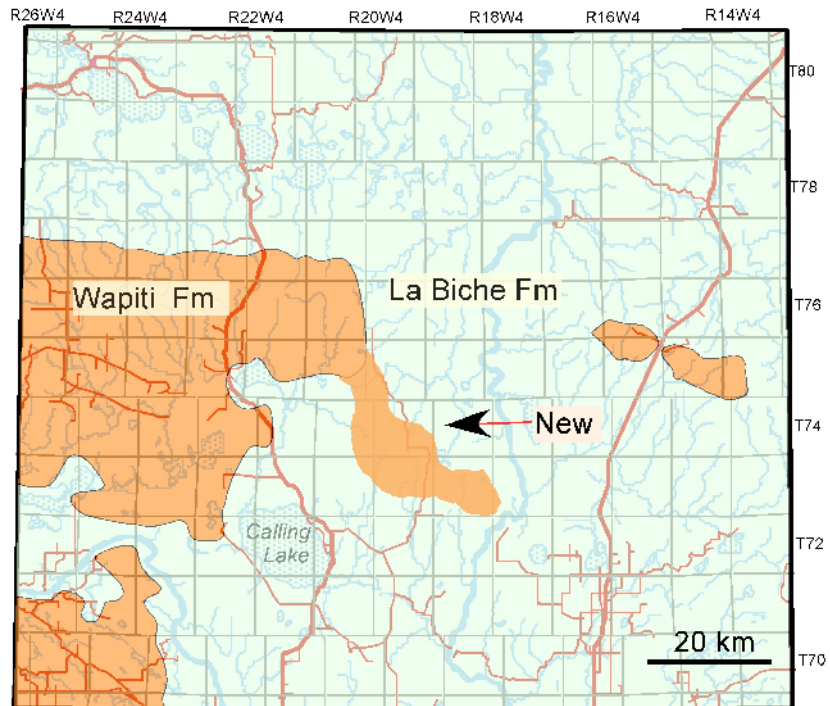 R26W4 R24W4 R22W4 R20W4 R18W4 R16W4 R14W4
T80
T78
Wapiti Fm
La Biche Fm
T76
New
T74
Calling
Lake
T72
20 km
T70